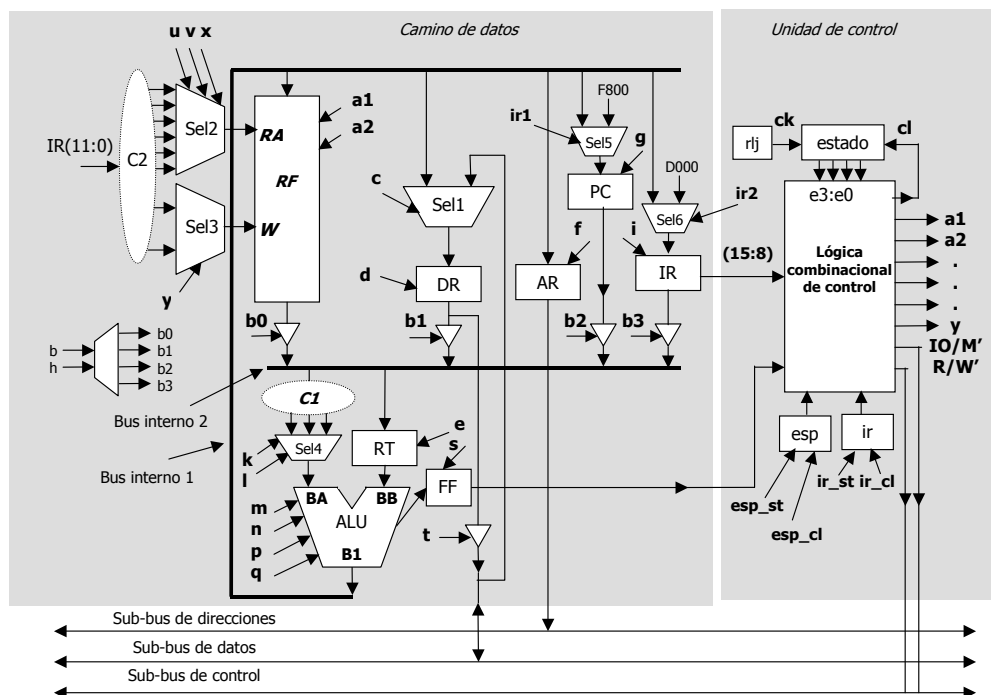 Camino de datos
Unidad de control
u v x
IR(11:0)
C2
Sel2
Sel3
y
RA
RF
W
a1
a2
c
Sel1
d
DR
AR
f
ir1
F800
Sel5
g
PC
D000
Sel6
ir2
i
IR
(15:8)
ck
rlj
estado
cl
e3:e0
Lógica
combinacional
de control
a1
a2
.
.
.
y
IO/M'
R/W'
b
h
b0
b1
b2
b3
b0
b1
b2
b3
Bus interno 2
Bus interno 1
C1
k
l
Sel4
RT
e
s
FF
m
n
p
q
BA
BB
ALU
B1
t
esp
ir
esp_st
esp_cl
ir_st
ir_cl
Sub-bus de direcciones
Sub-bus de datos
Sub-bus de control